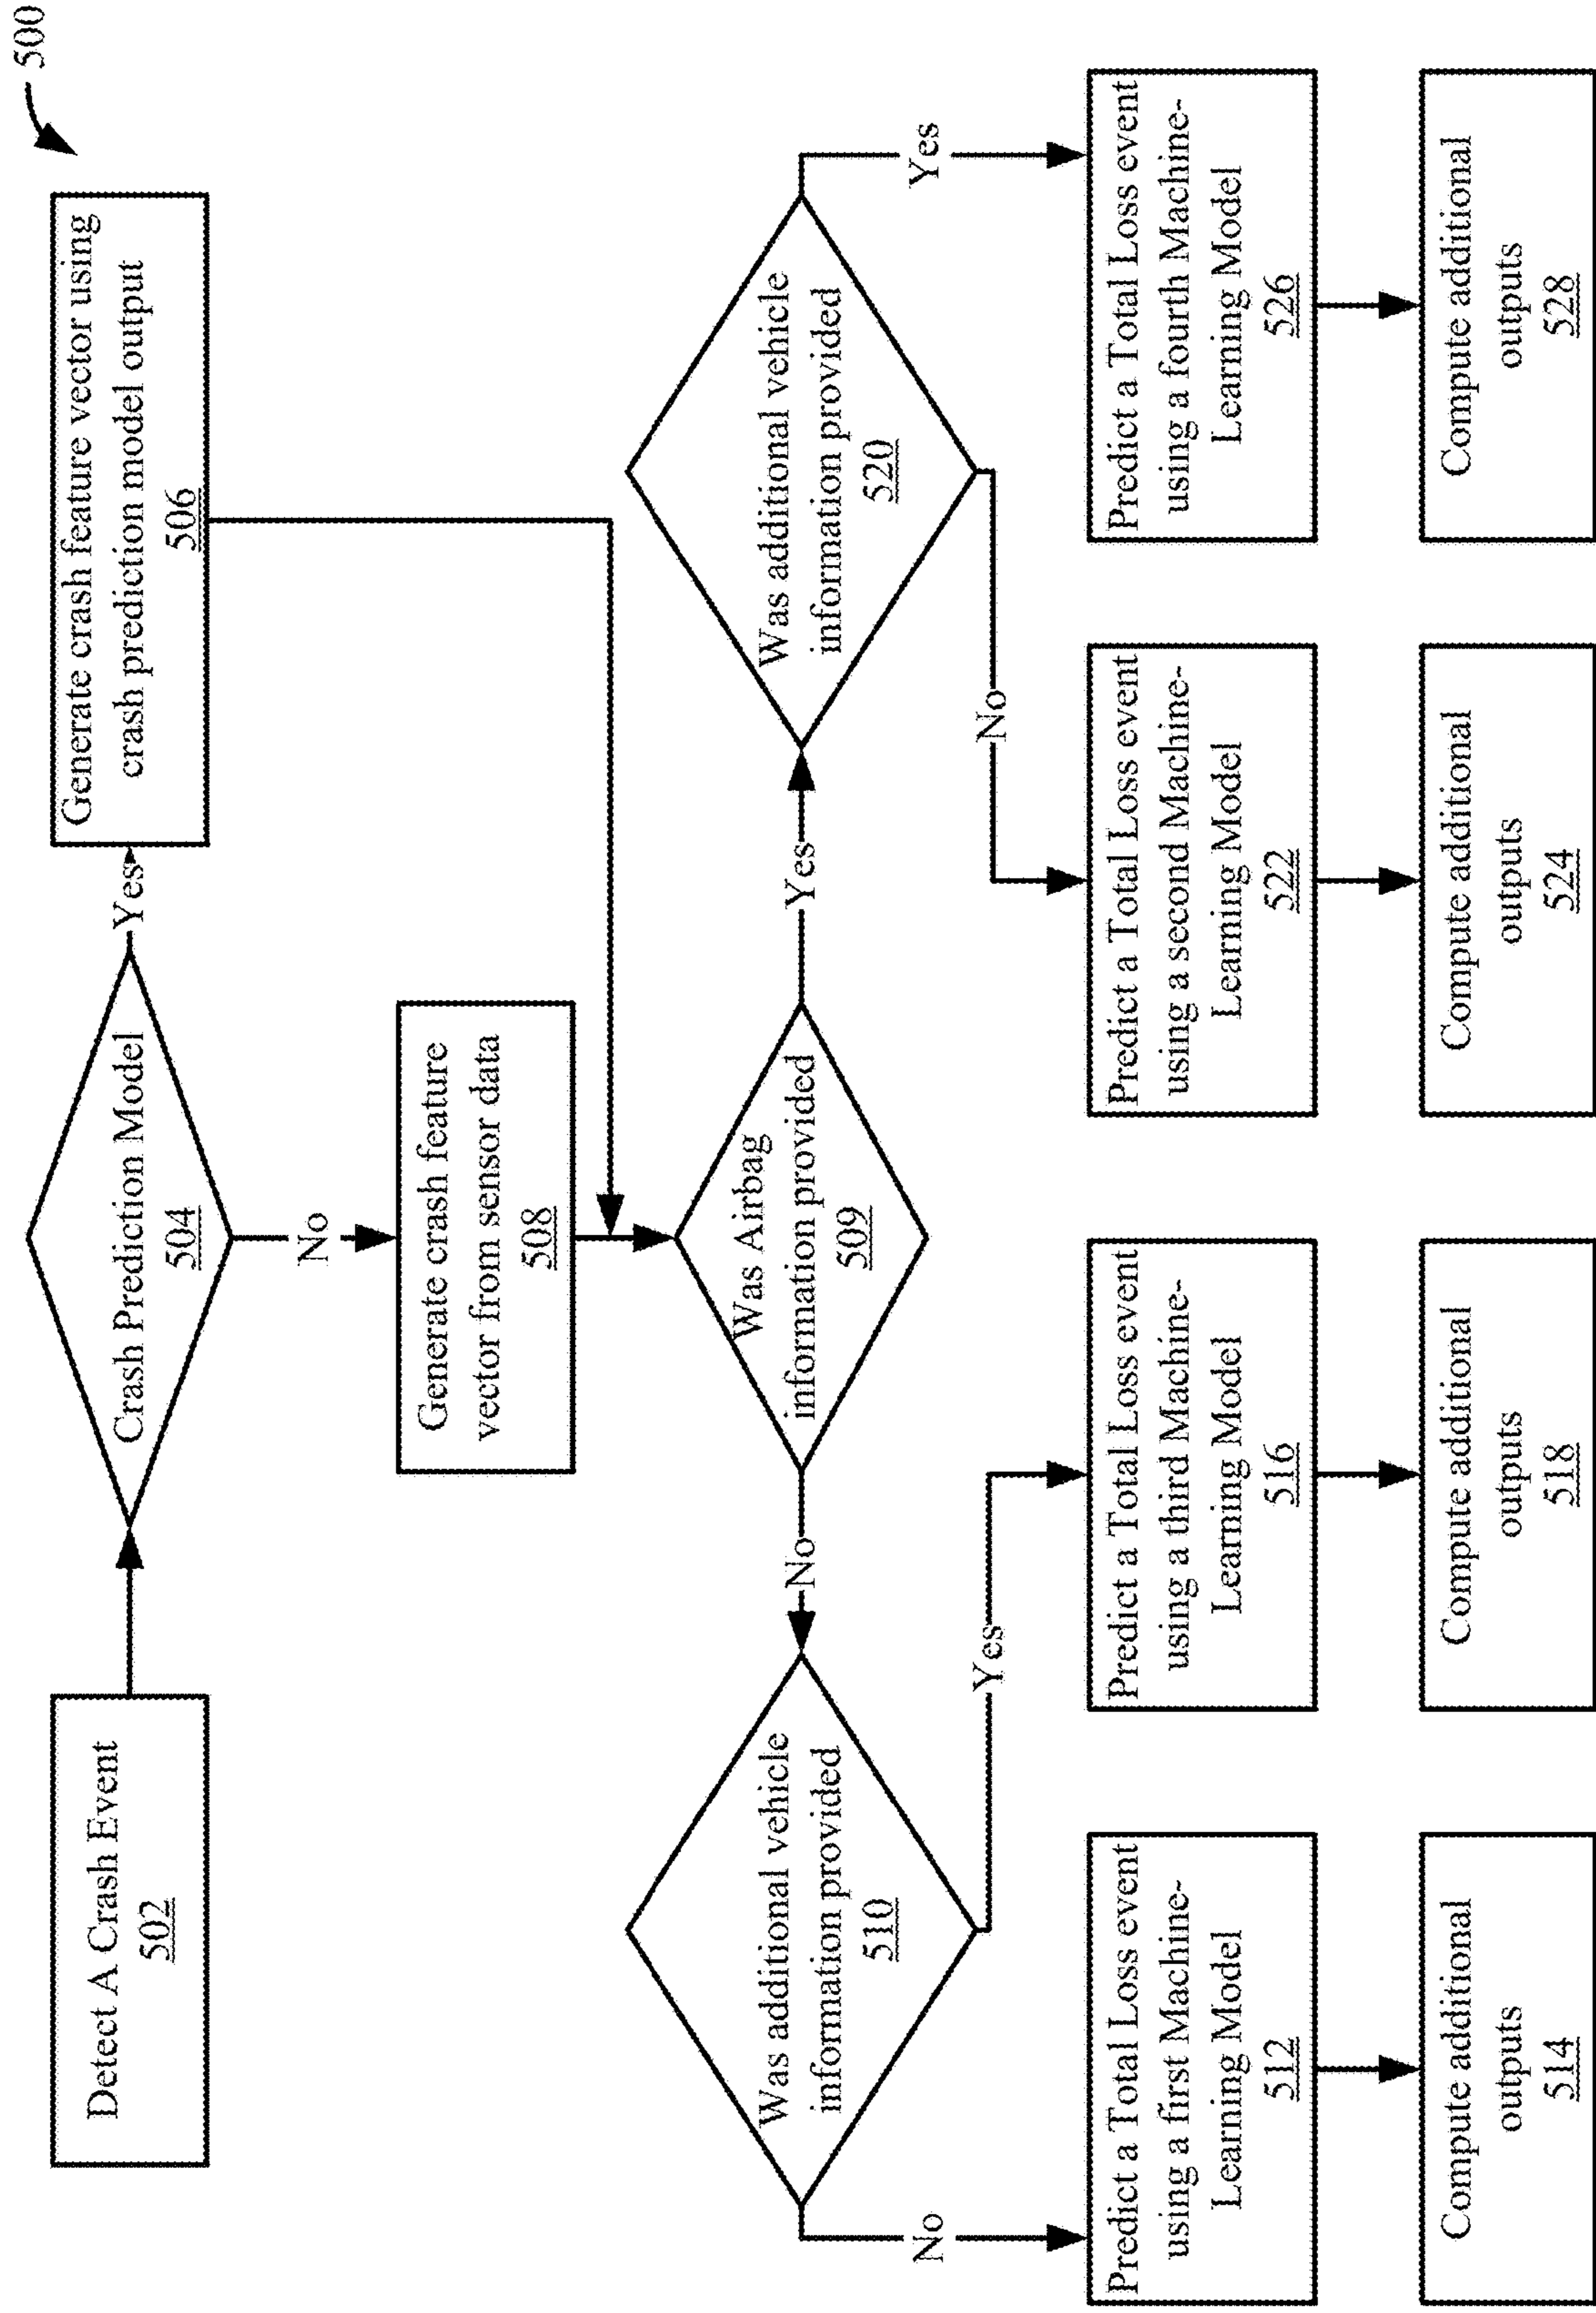 500
Detect A Crash Event
502
Crash Prediction Model
504
Yes
Generate crash feature vector using
crash prediction model output
506
No
Generate crash feature
vector from sensor data
508
Was Airbag
information provided
509
No
Yes
Was additional vehicle
information provided
510
Was additional vehicle
information provided
520
No
Yes
No
Yes
Predict a Total Loss event
using a first Machine-
Learning Model
512
Predict a Total Loss event
using a third Machine-
Learning Model
516
Predict a Total Loss event
using a second Machine-
Learning Model
522
Predict a Total Loss event
using a fourth Machine-
Learning Model
526
Compute additional
outputs
514
Compute additional
outputs
518
Compute additional
outputs
524
Compute additional
outputs
528